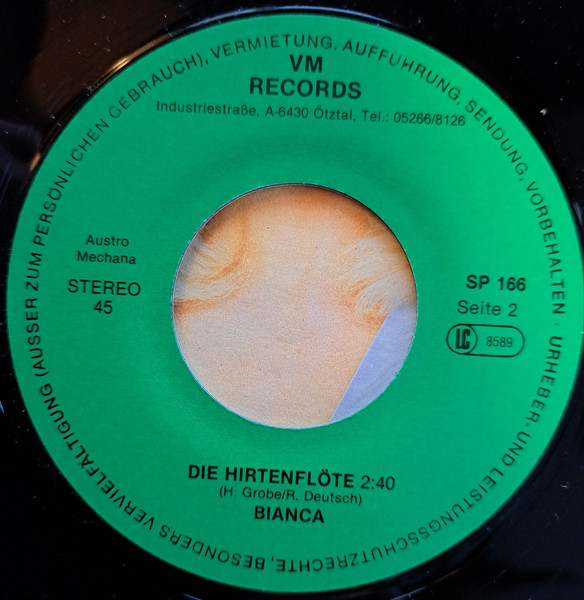 URHEBER- UND LEISTUNGSSCHUTZRECHTE, BESONDERS VERVIELFÄLTIGUNG (AUSSER ZUM PERSÖNLICHEN GEBRAUCH), VERMIETUNG, AUFFÜHRUNG, SENDUNG, VORBEHALTEN ·
VM
RECORDS
Industriestraße, A-6430 Ötztal, Tel.: 05266/8126
Austro
Mechana
STEREO
45
SP 166
Seite 2
LC 8589
DIE HIRTENFLÖTE 2:40
(H. Grobe/R. Deutsch)
BIANCA